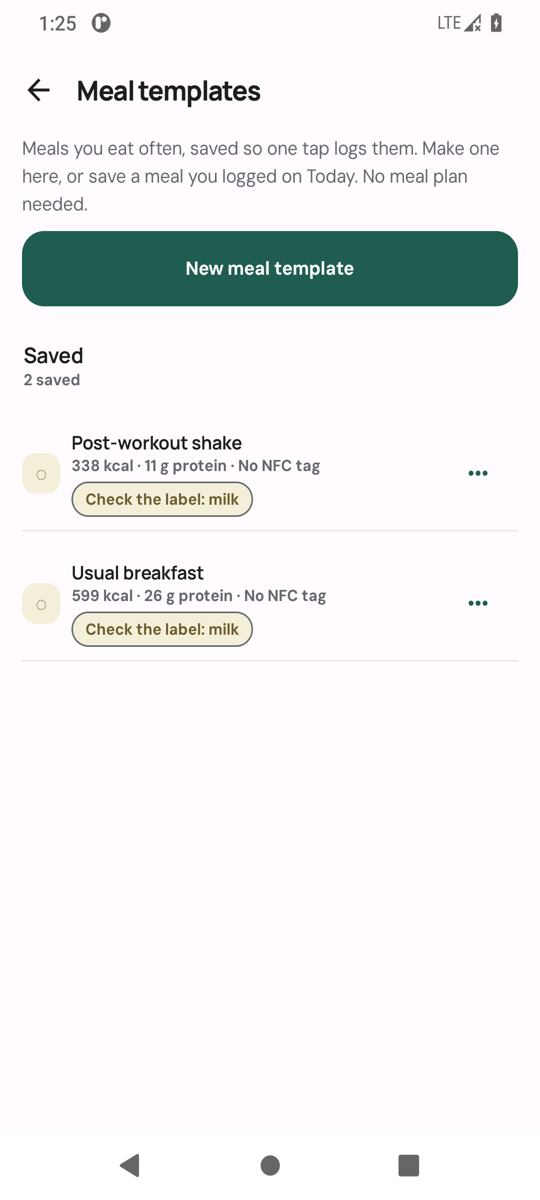 1:25
LTE
Meal templates
Meals you eat often, saved so one tap logs them. Make one
here, or save a meal you logged on Today. No meal plan
needed.
New meal template
Saved
2 saved
Post-workout shake
338 kcal · 11 g protein · No NFC tag
Check the label: milk
Usual breakfast
599 kcal · 26 g protein · No NFC tag
Check the label: milk